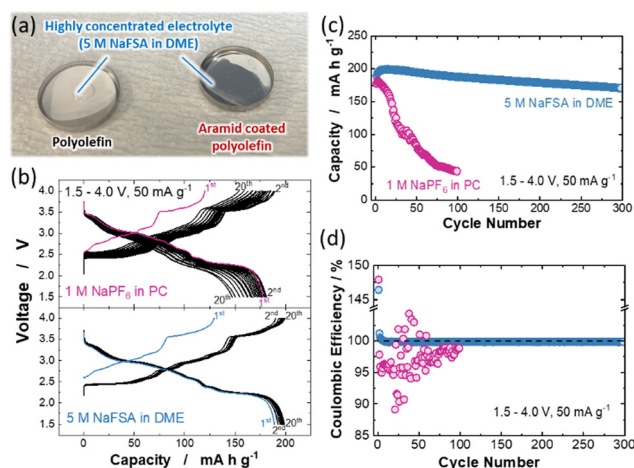 (a)
Highly concentrated electrolyte
(5 M NaFSA in DME)
Polyolefin
Aramid coated
polyolefin
(b)
1.5 - 4.0 V, 50 mA g⁻¹
1st
20th
2nd
4.0
3.5
3.0
2.5
2.0
1.5
1 M NaPF₆ in PC
20th
2nd
1st
4.0
3.5
3.0
2.5
2.0
1.5
1st
2nd
20th
5 M NaFSA in DME
1st
2nd
20th
Voltage / V
0 50 100 150 200
Capacity / mA h g⁻¹
(c)
250
200
150
100
50
0
5 M NaFSA in DME
1 M NaPF₆ in PC
1.5 - 4.0 V, 50 mA g⁻¹
Capacity / mA h g⁻¹
0 50 100 150 200 250 300
Cycle Number
(d)
150
145
105
100
95
90
85
1.5 - 4.0 V, 50 mA g⁻¹
Coulombic Efficiency / %
0 50 100 150 200 250 300
Cycle Number